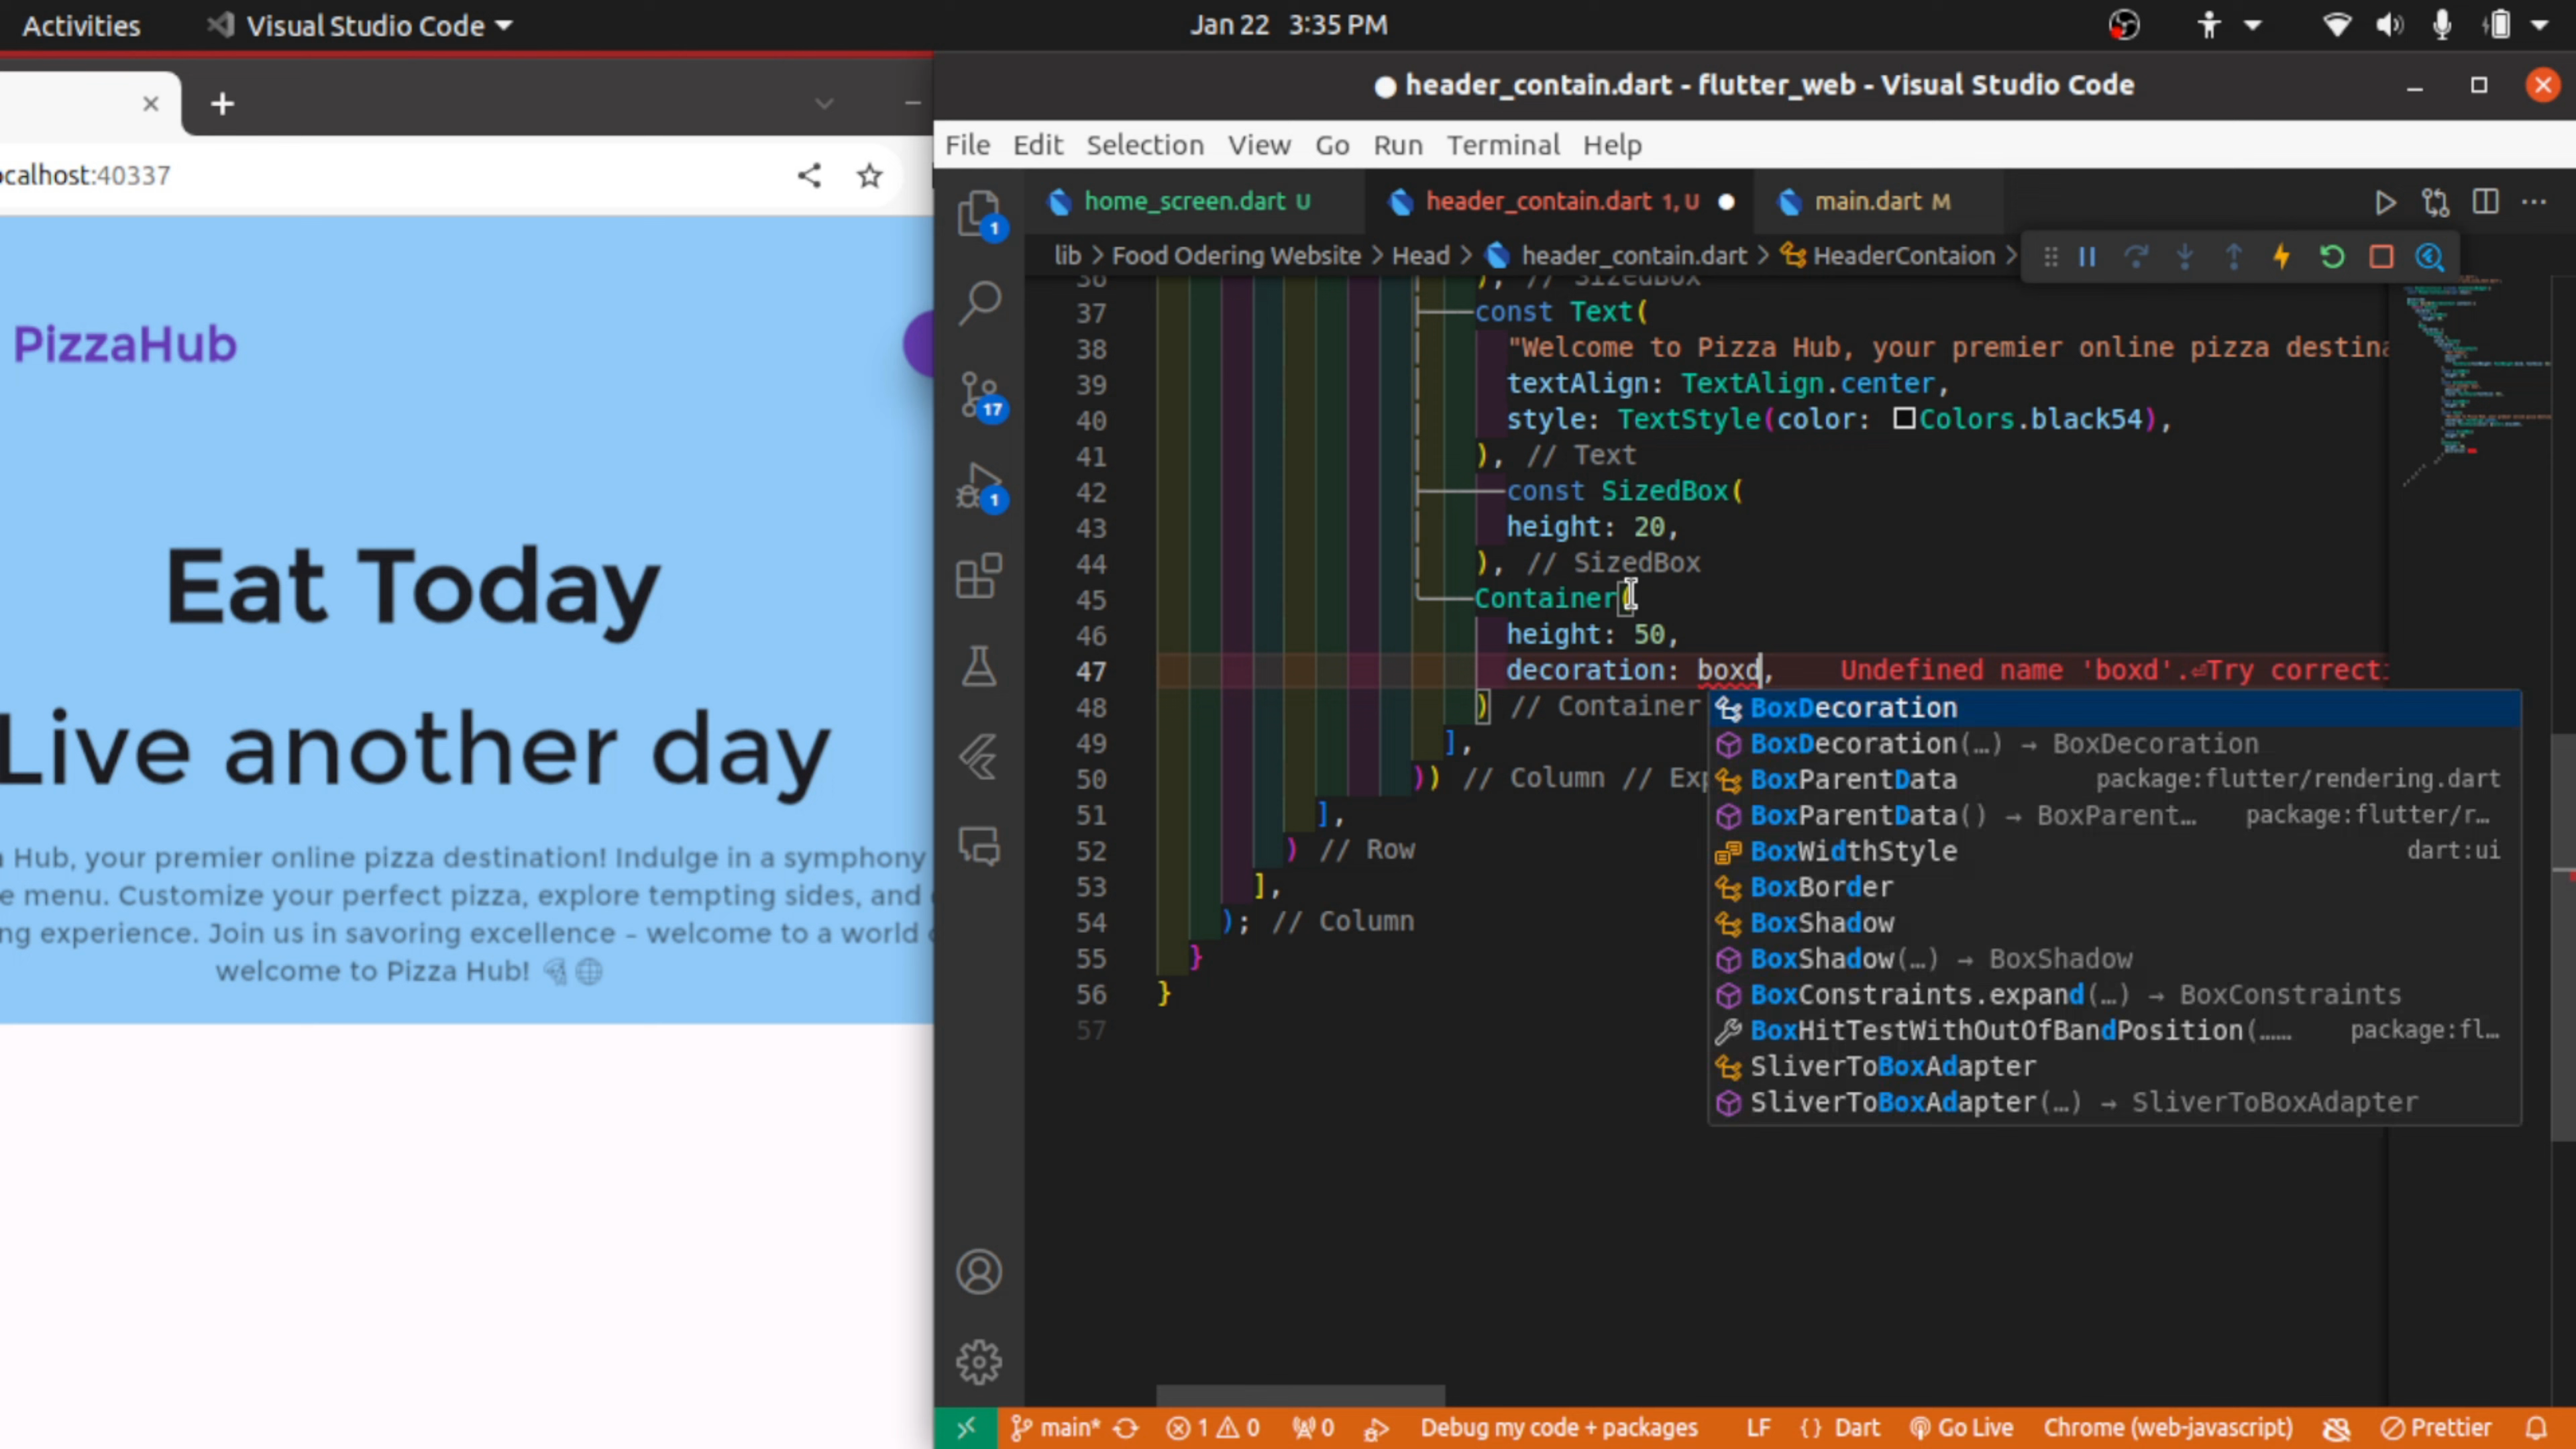 Activities
Visual Studio Code
Jan 22 3:35 PM
ocalhost:40337
PizzaHub
Eat Today
Live another day
Hub, your premier online pizza destination! Indulge in a symphony
e menu. Customize your perfect pizza, explore tempting sides, and
ng experience. Join us in savoring excellence – welcome to a world
welcome to Pizza Hub! 🍕🌐
header_contain.dart - flutter_web - Visual Studio Code
File Edit Selection View Go Run Terminal Help
home_screen.dart U
header_contain.dart 1, U
main.dart M
lib > Food Odering Website > Head > header_contain.dart > HeaderContaion >
1
17
1
36 ), // SizedBox
37 const Text(
38 "Welcome to Pizza Hub, your premier online pizza destina
39 textAlign: TextAlign.center,
40 style: TextStyle(color: Colors.black54),
41 ), // Text
42 const SizedBox(
43 height: 20,
44 ), // SizedBox
45 Container(
46 height: 50,
47 decoration: boxd, Undefined name 'boxd'.⏎Try correcti
48 ) // Container
49 ],
50 )) // Column // Exp
51 ],
52 ) // Row
53 ],
54 ); // Column
55 }
56 }
57
BoxDecoration
BoxDecoration(…) → BoxDecoration
BoxParentData package:flutter/rendering.dart
BoxParentData() → BoxParent… package:flutter/r…
BoxWidthStyle dart:ui
BoxBorder
BoxShadow
BoxShadow(…) → BoxShadow
BoxConstraints.expand(…) → BoxConstraints
BoxHitTestWithOutOfBandPosition(…… package:fl…
SliverToBoxAdapter
SliverToBoxAdapter(…) → SliverToBoxAdapter
main* 1 0 0 Debug my code + packages LF {} Dart Go Live Chrome (web-javascript) Prettier